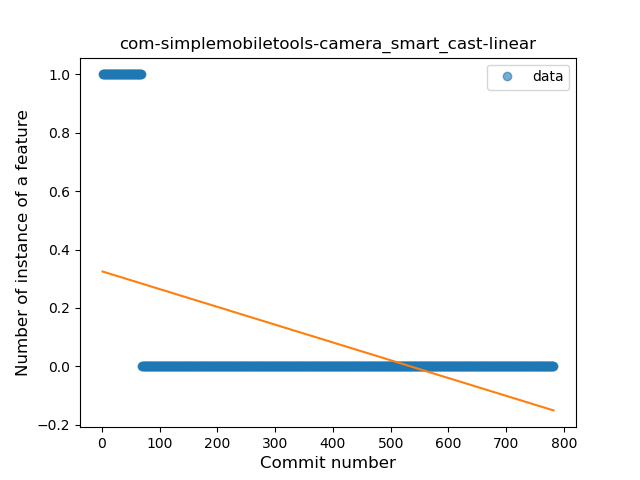 com-simplemobiletools-camera_smart_cast-linear
data
Number of instance of a feature
1.0
0.8
0.6
0.4
0.2
0.0
−0.2
0 100 200 300 400 500 600 700 800
Commit number